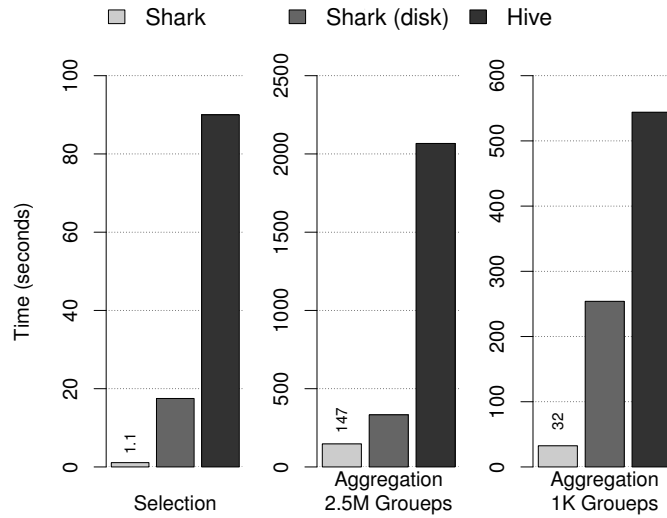 Shark Shark (disk) Hive
Time (seconds)
0 20 40 60 80 100
1.1
Selection
0 500 1000 1500 2000 2500
147
Aggregation
2.5M Groueps
0 100 200 300 400 500 600
32
Aggregation
1K Groueps